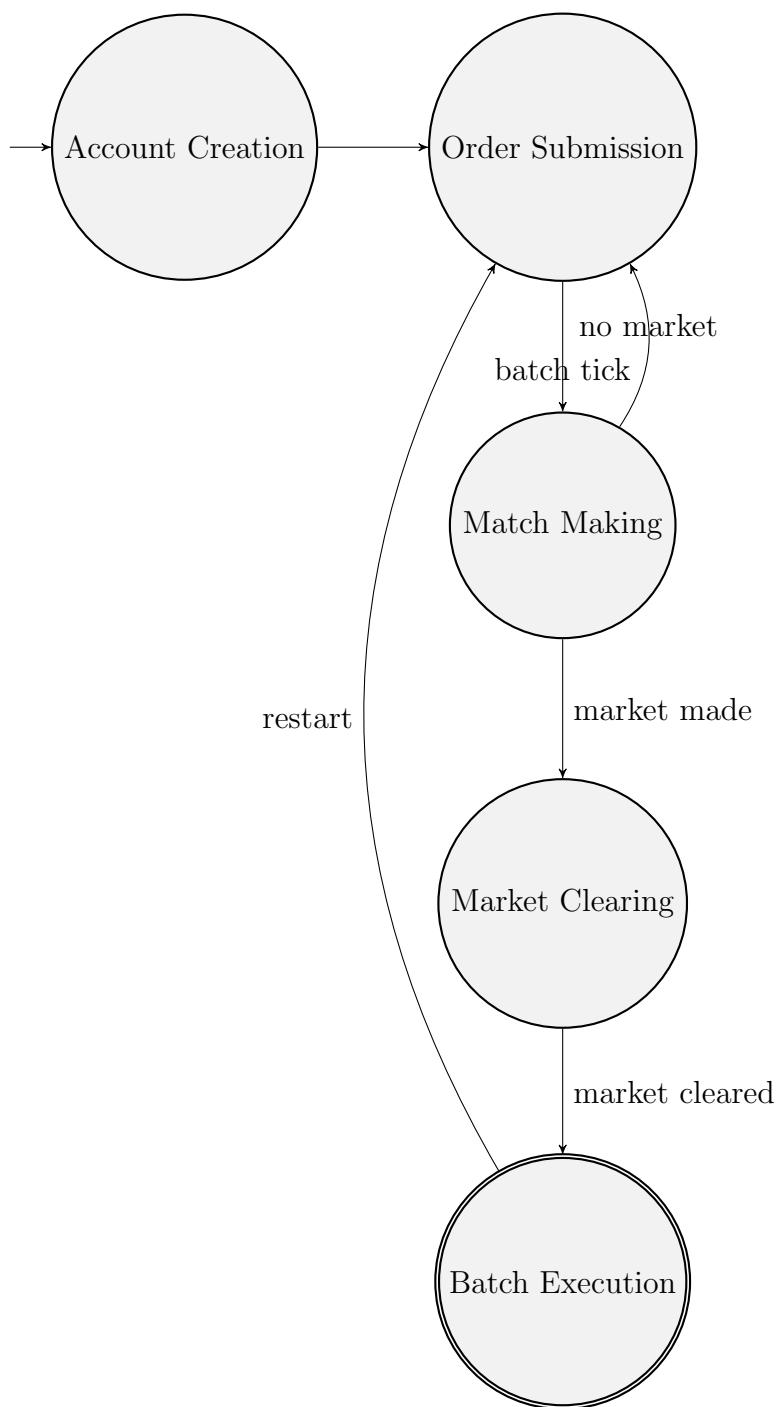 Account Creation
Order Submission
no market
batch tick
Match Making
market made
restart
Market Clearing
market cleared
Batch Execution